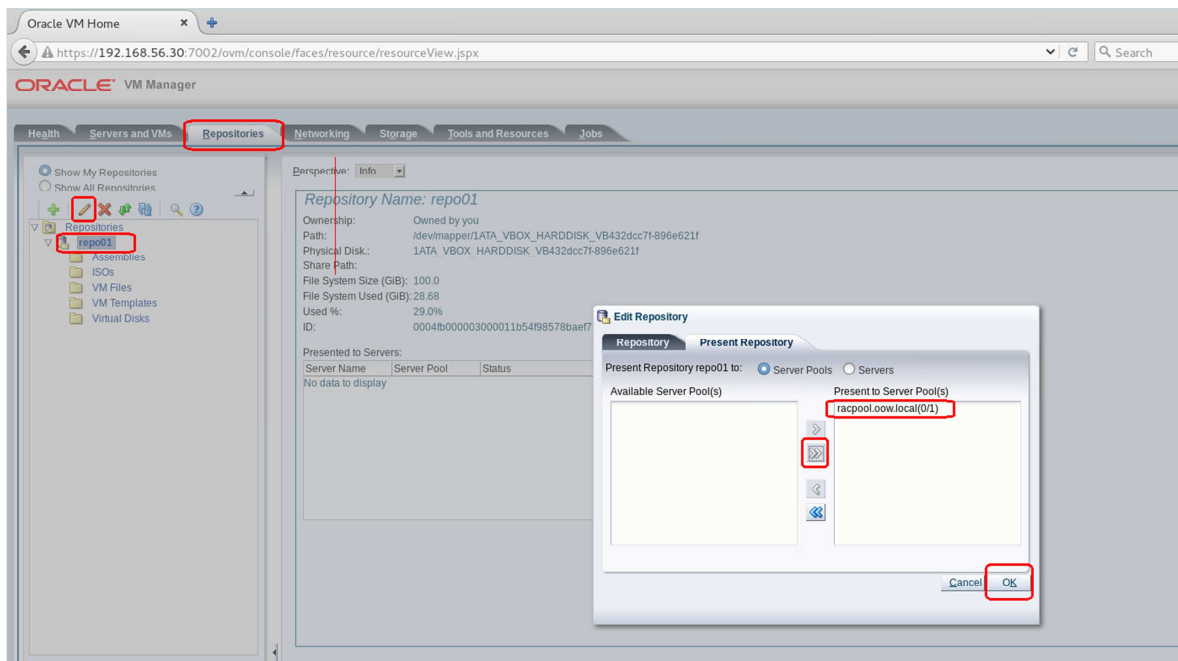 Oracle VM Home
https://192.168.56.30:7002/ovm/console/faces/resource/resourceView.jspx
Search
ORACLE VM Manager
Health Servers and VMs Repositories Networking Storage Tools and Resources Jobs
Show My Repositories
Show All Repositories
Repositories
repo01
Assemblies
ISOs
VM Files
VM Templates
Virtual Disks
Perspective: Info
Repository Name: repo01
Ownership: Owned by you
Path: /dev/mapper/1ATA_VBOX_HARDDISK_VB432dcc7f-896e621f
Physical Disk.: 1ATA_VBOX_HARDDISK_VB432dcc7f-896e621f
Share Path:
File System Size (GiB): 100.0
File System Used (GiB): 28.68
Used %: 29.0%
ID: 0004fb000003000011b54f98578baef7
Presented to Servers:
Server Name Server Pool Status
No data to display
Edit Repository
Repository Present Repository
Present Repository repo01 to: Server Pools Servers
Available Server Pool(s) Present to Server Pool(s)
racpool.oow.local(0/1)
Cancel OK